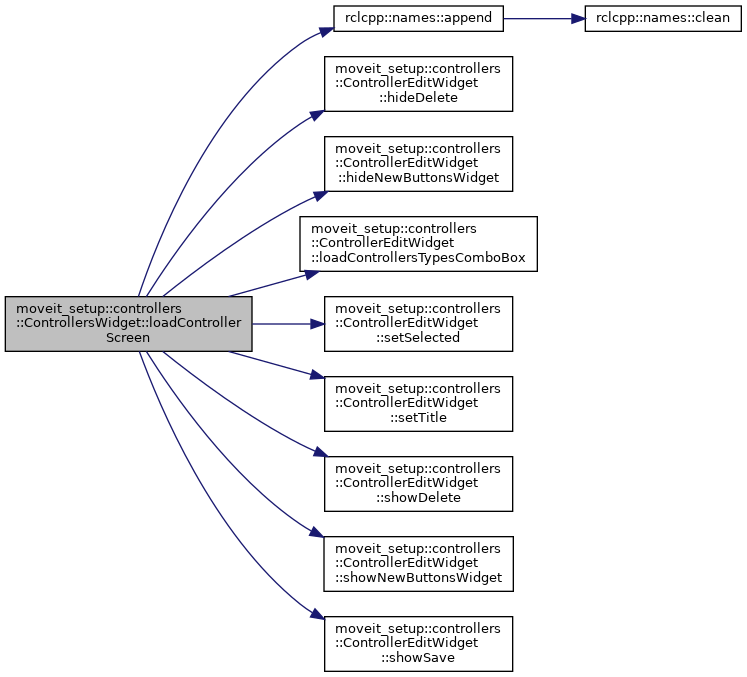 rclcpp::names::append
rclcpp::names::clean
moveit_setup::controllers
::ControllerEditWidget
::hideDelete
moveit_setup::controllers
::ControllerEditWidget
::hideNewButtonsWidget
moveit_setup::controllers
::ControllerEditWidget
::loadControllersTypesComboBox
moveit_setup::controllers
::ControllersWidget::loadController
Screen
moveit_setup::controllers
::ControllerEditWidget
::setSelected
moveit_setup::controllers
::ControllerEditWidget
::setTitle
moveit_setup::controllers
::ControllerEditWidget
::showDelete
moveit_setup::controllers
::ControllerEditWidget
::showNewButtonsWidget
moveit_setup::controllers
::ControllerEditWidget
::showSave